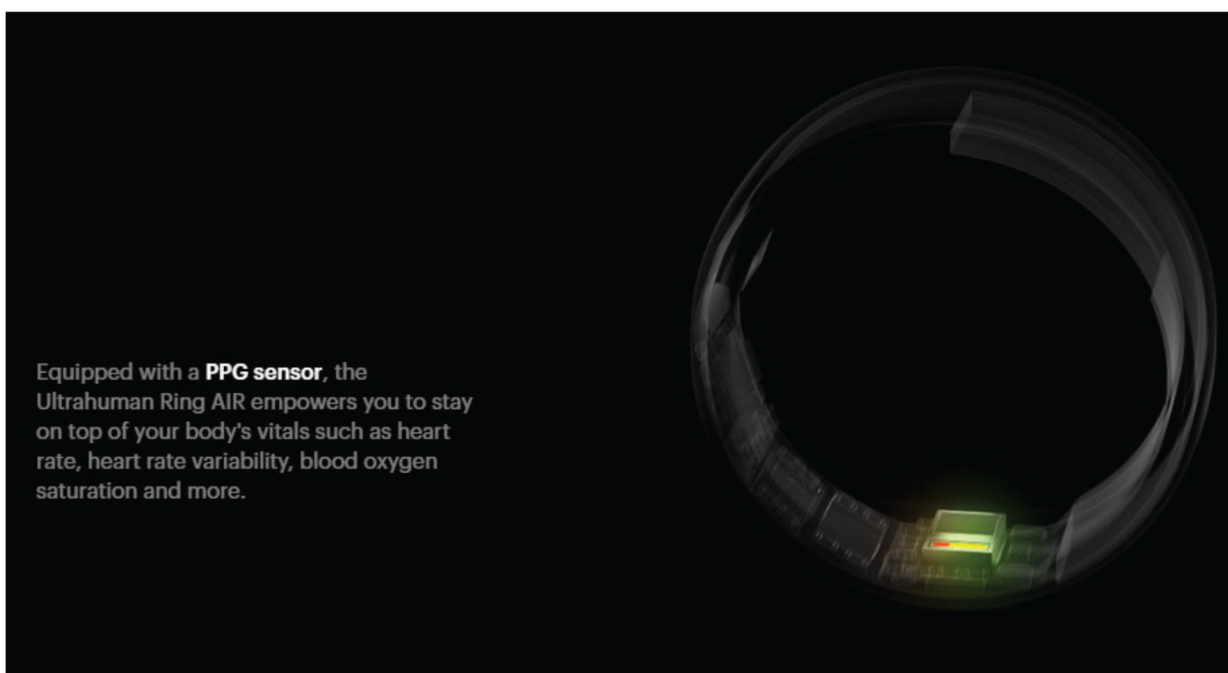 Equipped with a PPG sensor, the
Ultrahuman Ring AIR empowers you to stay
on top of your body's vitals such as heart
rate, heart rate variability, blood oxygen
saturation and more.